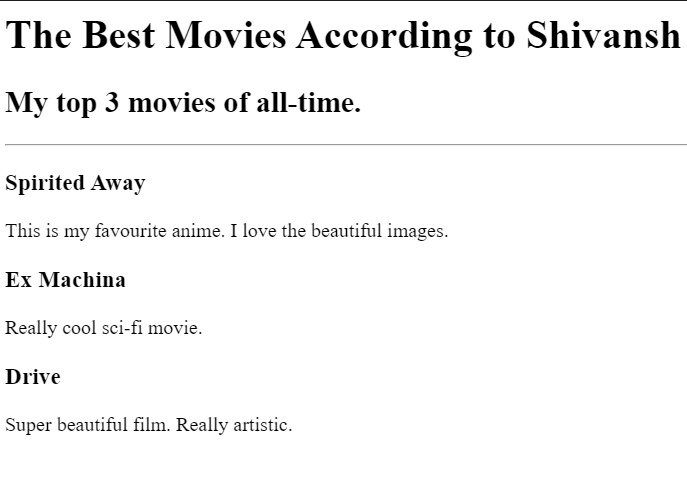 The Best Movies According to Shivansh
My top 3 movies of all-time.
Spirited Away
This is my favourite anime. I love the beautiful images.
Ex Machina
Really cool sci-fi movie.
Drive
Super beautiful film. Really artistic.